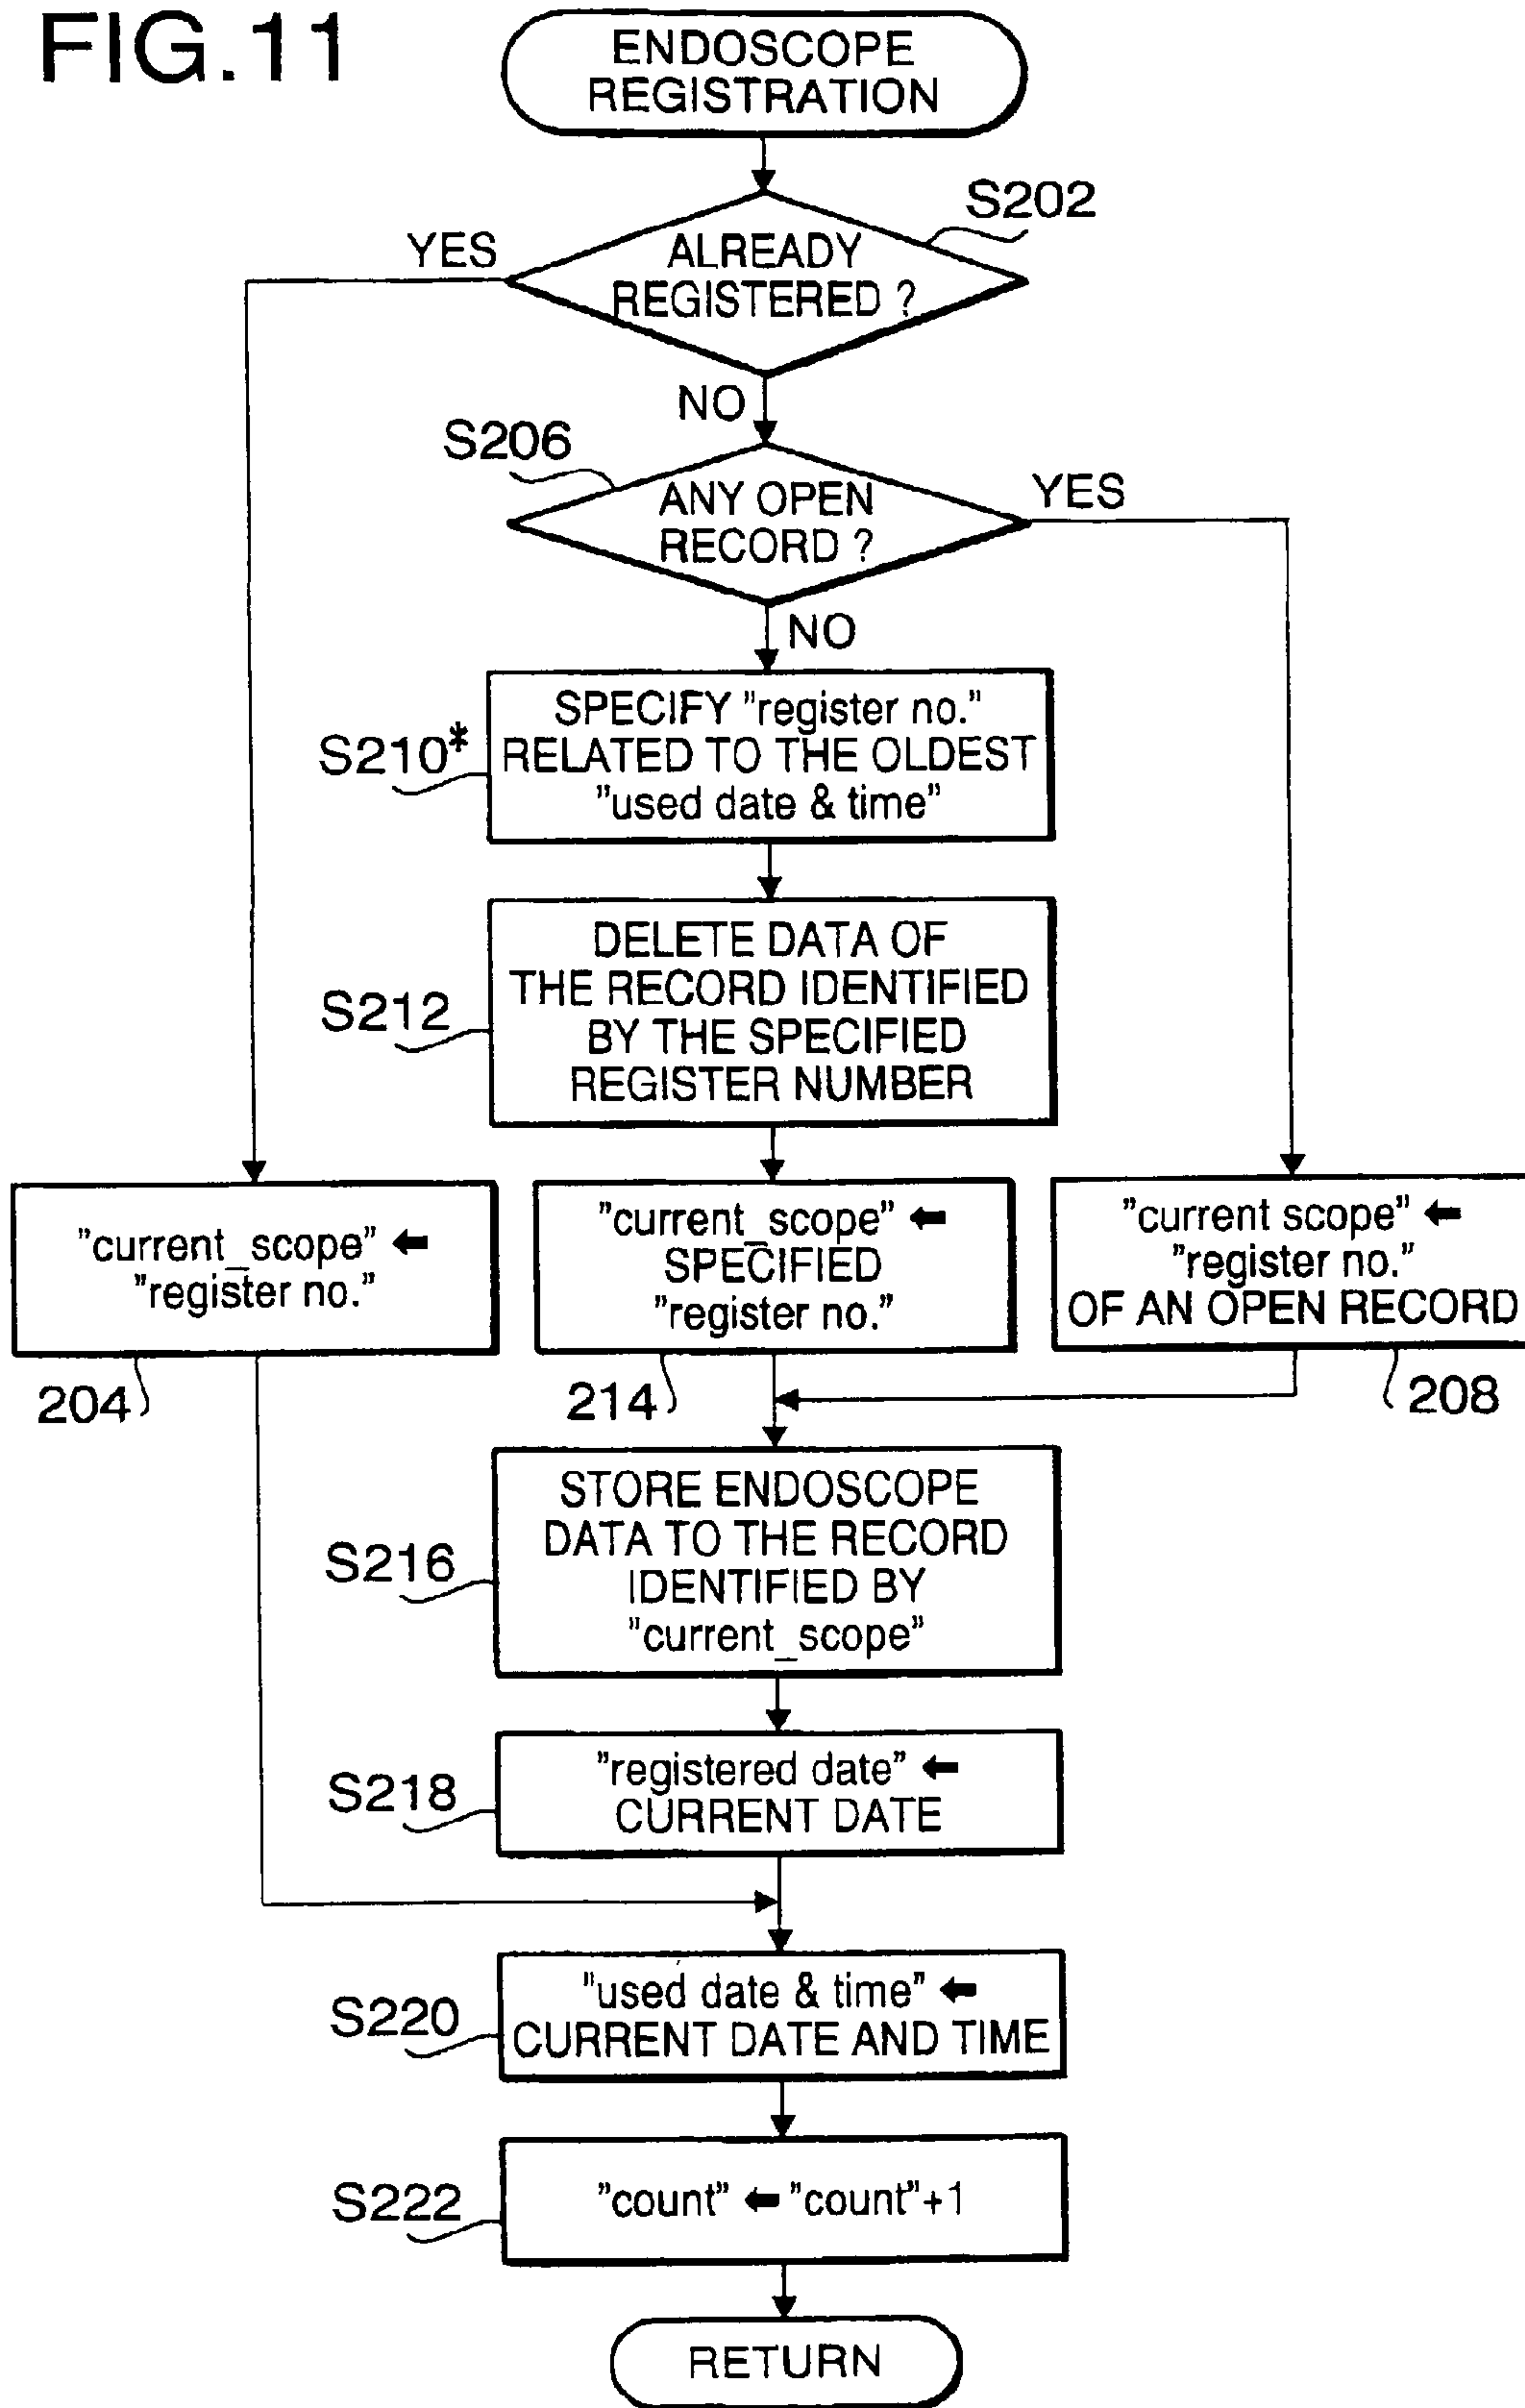 FIG.11
ENDOSCOPE
REGISTRATION
S202
YES
ALREADY
REGISTERED ?
NO
S206
ANY OPEN
RECORD ?
YES
NO
S210*
SPECIFY "register no."
RELATED TO THE OLDEST
"used date & time"
S212
DELETE DATA OF
THE RECORD IDENTIFIED
BY THE SPECIFIED
REGISTER NUMBER
"current_scope" ←
"register no."
204
"current_scope" ←
SPECIFIED
"register no."
214
"current scope" ←
"register no."
OF AN OPEN RECORD
208
S216
STORE ENDOSCOPE
DATA TO THE RECORD
IDENTIFIED BY
"current_scope"
S218
"registered date" ←
CURRENT DATE
S220
"used date & time" ←
CURRENT DATE AND TIME
S222
"count" ← "count"+1
RETURN